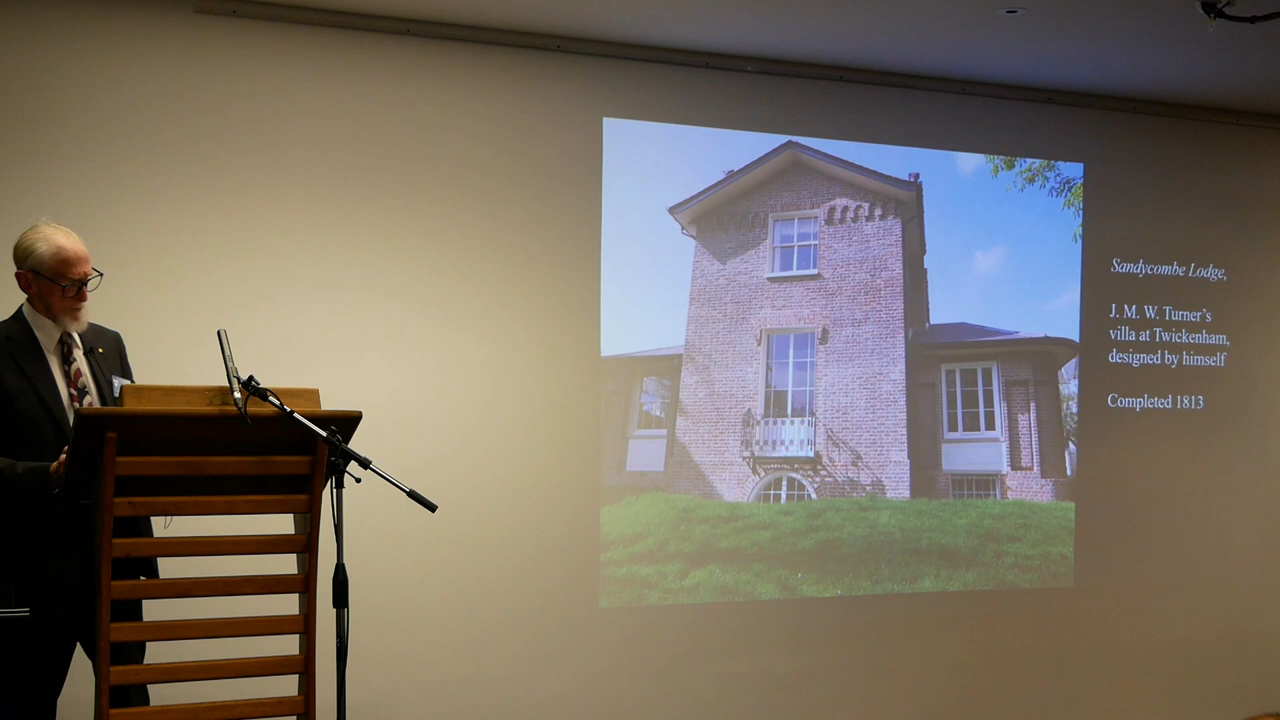 Sandycombe Lodge,
J. M. W. Turner's
villa at Twickenham,
designed by himself
Completed 1813